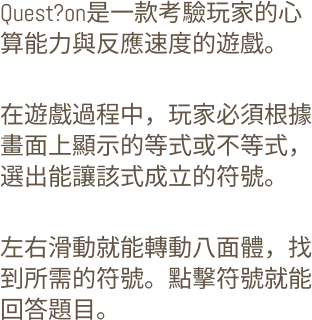 Quest?on是一款考驗玩家的心
算能力與反應速度的遊戲。
在遊戲過程中，玩家必須根據
畫面上顯示的等式或不等式，
選出能讓該式成立的符號。
左右滑動就能轉動八面體，找
到所需的符號。點擊符號就能
回答題目。